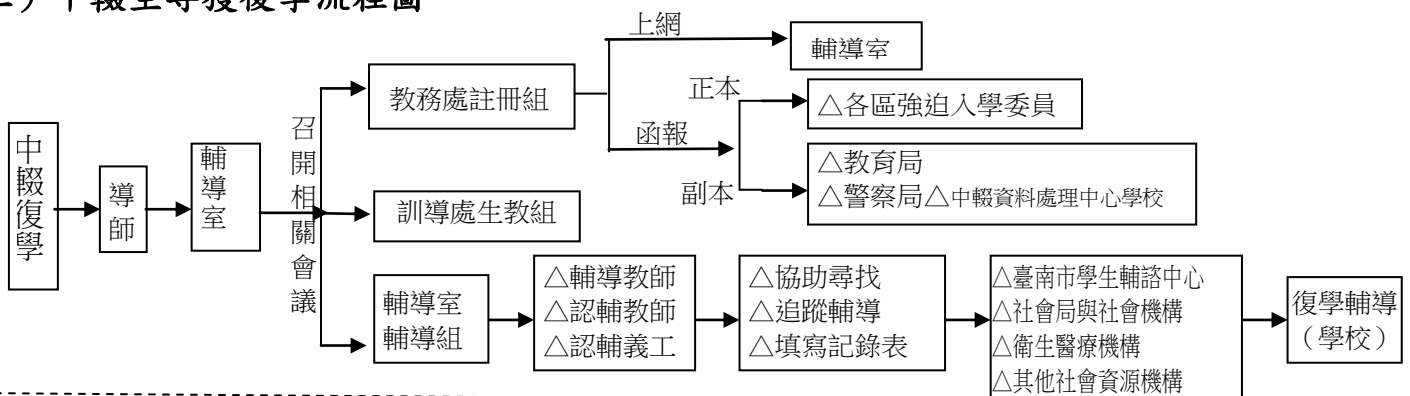 中輟生尋獲復學流程圖
上網
輔導室
教務處註冊組
正本
△各區強迫入學委員
函報
副本
△教育局
△警察局△中輟資料處理中心學校
中輟復學
導師
輔導室
召開相關會議
訓導處生教組
輔導室
輔導組
△輔導教師
△認輔教師
△認輔義工
△協助尋找
△追蹤輔導
△填寫記錄表
△臺南市學生輔諮中心
△社會局與社會機構
△衛生醫療機構
△其他社會資源機構
復學輔導
（學校）